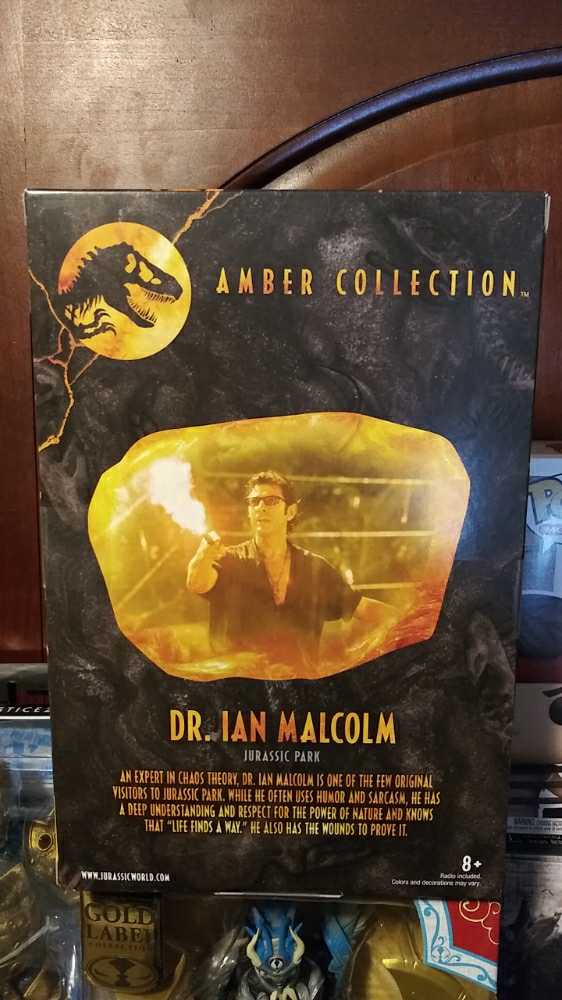 AMBER COLLECTION™
DR. IAN MALCOLM
JURASSIC PARK
AN EXPERT IN CHAOS THEORY, DR. IAN MALCOLM IS ONE OF THE FEW ORIGINAL
VISITORS TO JURASSIC PARK. WHILE HE OFTEN USES HUMOR AND SARCASM, HE HAS
A DEEP UNDERSTANDING AND RESPECT FOR THE POWER OF NATURE AND KNOWS
THAT “LIFE FINDS A WAY.” HE ALSO HAS THE WOUNDS TO PROVE IT.
8+
Radio included.
Colors and decorations may vary.
WWW.JURASSICWORLD.COM
GOLD
LABEL
COLLECTION